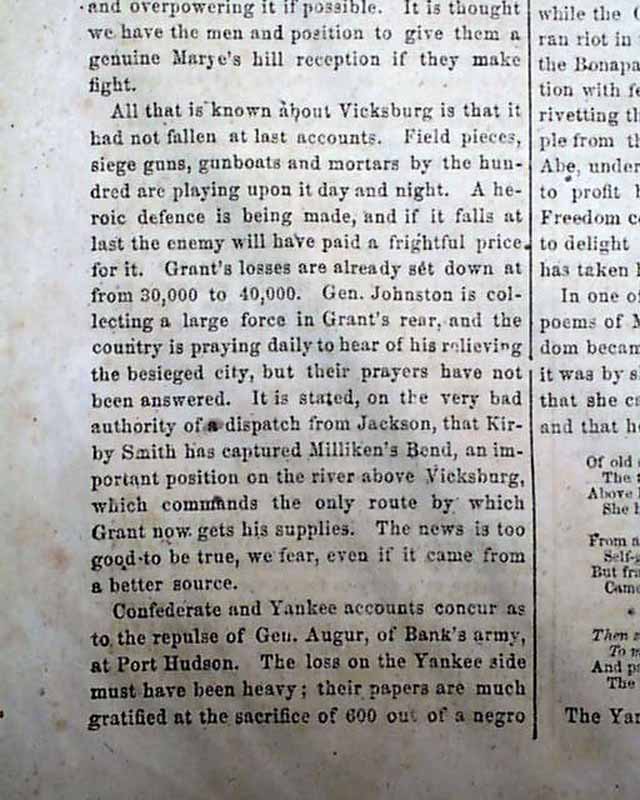 and overpowering it if possible. It is thought
we have the men and position to give them a
genuine Marye's hill reception if they make
fight.
All that is known about Vicksburg is that it
had not fallen at last accounts. Field pieces,
siege guns, gunboats and mortars by the hun-
dred are playing upon it day and night. A he-
roic defence is being made, and if it falls at
last the enemy will have paid a frightful price
for it. Grant's losses are already set down at
from 30,000 to 40,000. Gen. Johnston is col-
lecting a large force in Grant's rear, and the
country is praying daily to hear of his relieving
the besieged city, but their prayers have not
been answered. It is stated, on the very bad
authority of a dispatch from Jackson, that Kir-
by Smith has captured Milliken's Bend, an im-
portant position on the river above Vicksburg,
which commands the only route by which
Grant now gets his supplies. The news is too
good to be true, we fear, even if it came from
a better source.
Confederate and Yankee accounts concur as
to the repulse of Gen. Augur, of Bank's army,
at Port Hudson. The loss on the Yankee side
must have been heavy; their papers are much
gratified at the sacrifice of 600 out of a negro
while the
ran riot in
the Bonapa
tion with
rivetting
ple from
Abe, under
to profit
Freedom
to delight
has taken
In one of
poems of
dom becam
it was by
that she
and that
Of old
The
Above
She
From a
Self-
But
Came
Then
To
And
The
The Yan